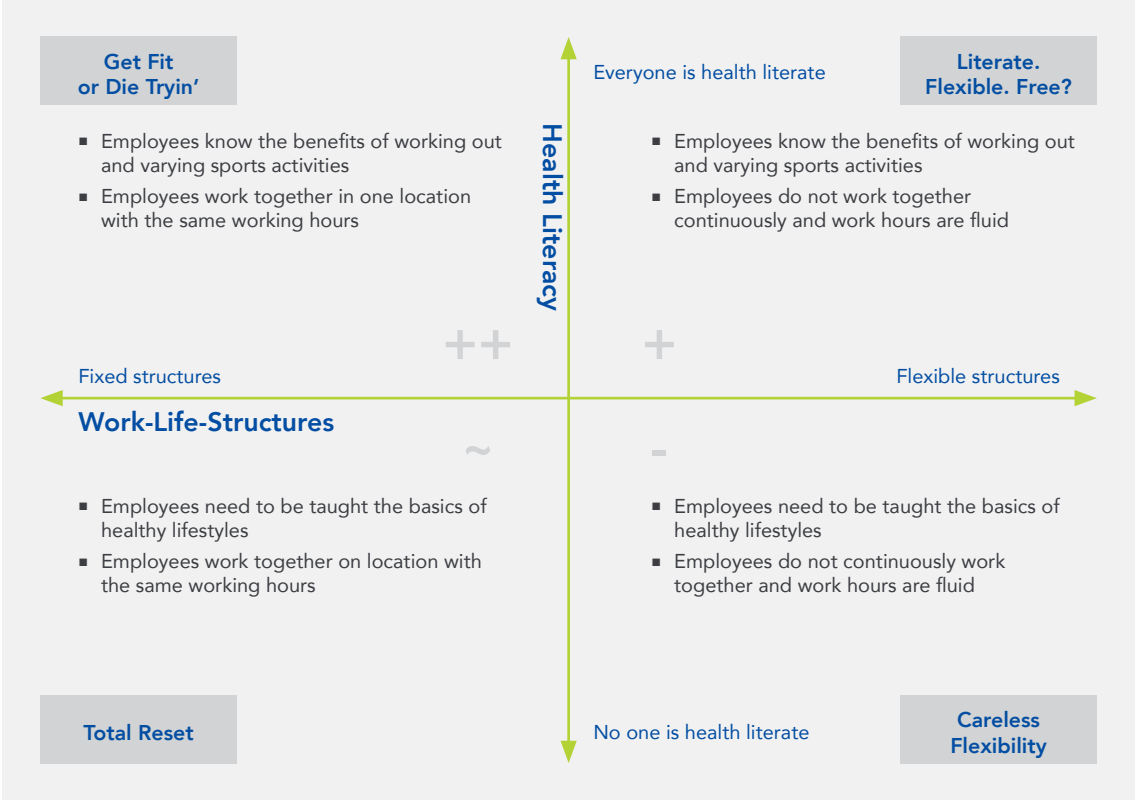 Get Fit
or Die Tryin’
Everyone is health literate
Literate.
Flexible. Free?
▪ Employees know the benefits of working out
and varying sports activities
▪ Employees work together in one location
with the same working hours
Health Literacy
▪ Employees know the benefits of working out
and varying sports activities
▪ Employees do not work together
continuously and work hours are fluid
++
+
Fixed structures
Flexible structures
Work-Life-Structures
~
-
▪ Employees need to be taught the basics of
healthy lifestyles
▪ Employees work together on location with
the same working hours
▪ Employees need to be taught the basics of
healthy lifestyles
▪ Employees do not continuously work
together and work hours are fluid
Total Reset
No one is health literate
Careless
Flexibility